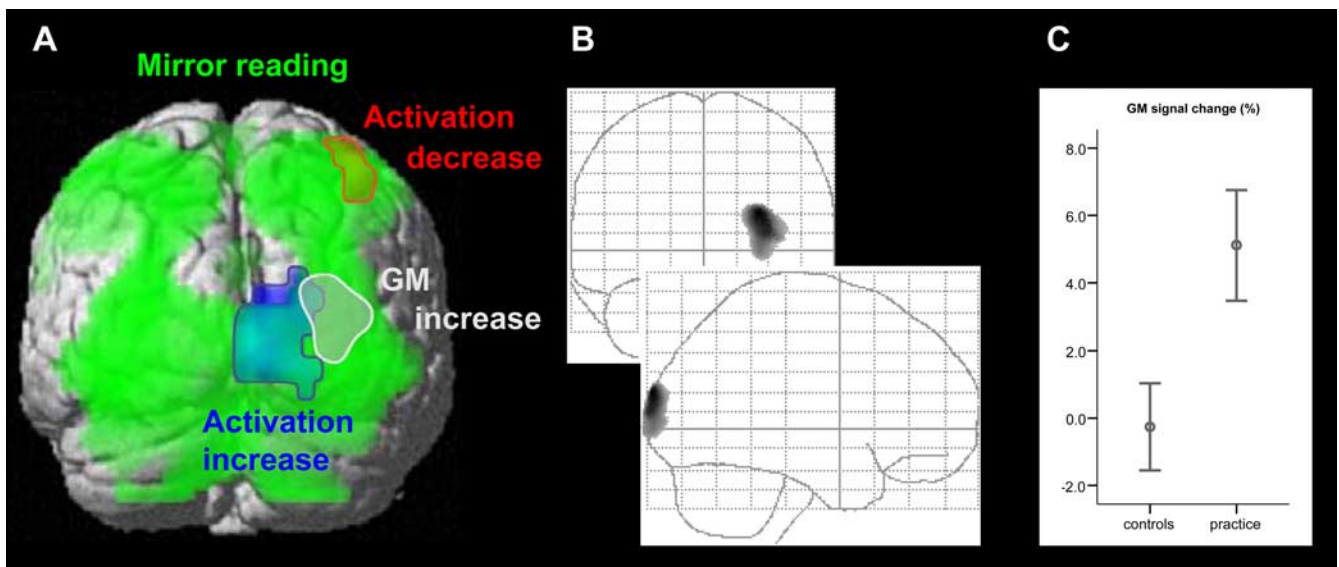 A
Mirror reading
Activation
decrease
GM
increase
Activation
increase
B
C
GM signal change (%)
8.0
6.0
4.0
2.0
0.0
-2.0
controls
practice